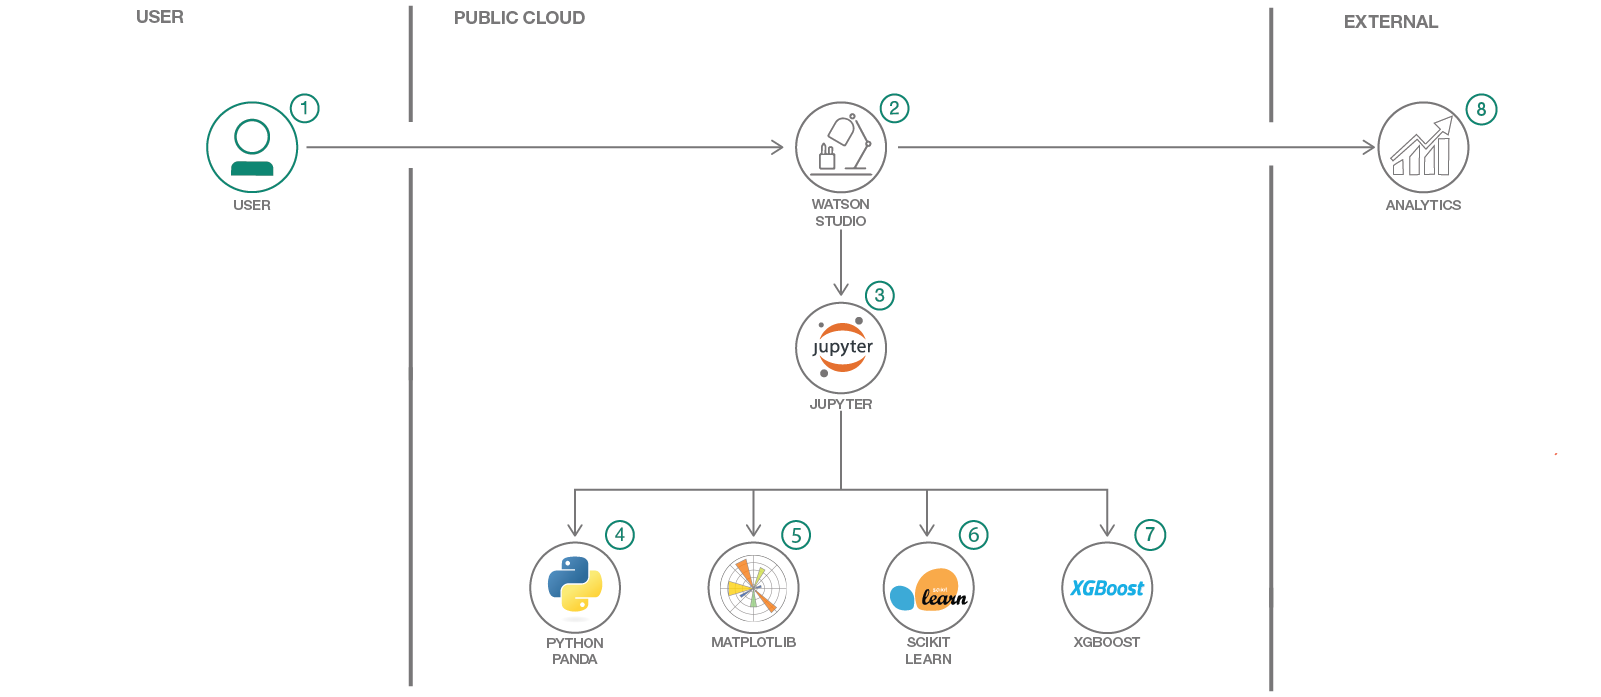 USER
PUBLIC CLOUD
EXTERNAL
1
2
8
USER
WATSON
STUDIO
ANALYTICS
3
jupyter
JUPYTER
4
5
6
7
scikit
learn
XGBoost
PYTHON
PANDA
MATPLOTLIB
SCIKIT
LEARN
XGBOOST